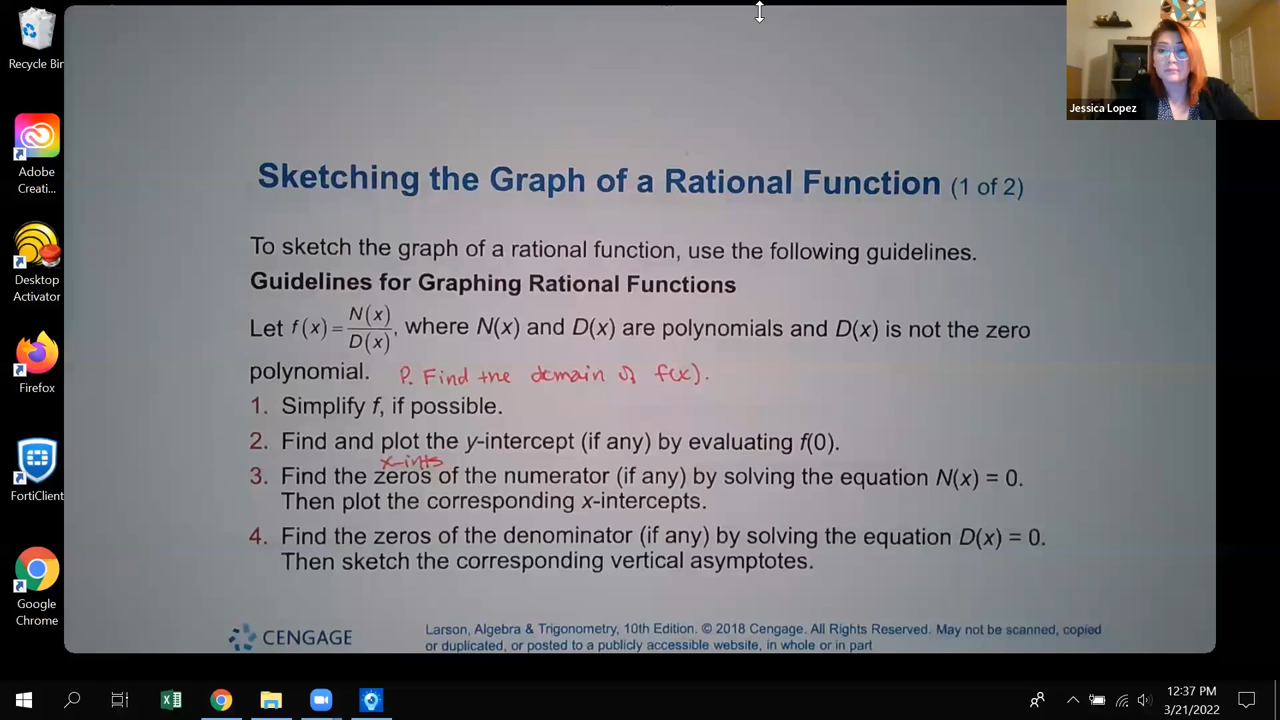 Recycle Bin
Adobe
Creati...
Desktop
Activator
Firefox
FortiClient
Google
Chrome
Jessica Lopez
Sketching the Graph of a Rational Function (1 of 2)
To sketch the graph of a rational function, use the following guidelines.
Guidelines for Graphing Rational Functions
Let f(x) = N(x)/D(x), where N(x) and D(x) are polynomials and D(x) is not the zero
polynomial. P. Find the domain of f(x).
1. Simplify f, if possible.
2. Find and plot the y-intercept (if any) by evaluating f(0).
x-ints
3. Find the zeros of the numerator (if any) by solving the equation N(x) = 0.
Then plot the corresponding x-intercepts.
4. Find the zeros of the denominator (if any) by solving the equation D(x) = 0.
Then sketch the corresponding vertical asymptotes.
CENGAGE
Larson, Algebra & Trigonometry, 10th Edition. © 2018 Cengage. All Rights Reserved. May not be scanned, copied
or duplicated, or posted to a publicly accessible website, in whole or in part
12:37 PM
3/21/2022